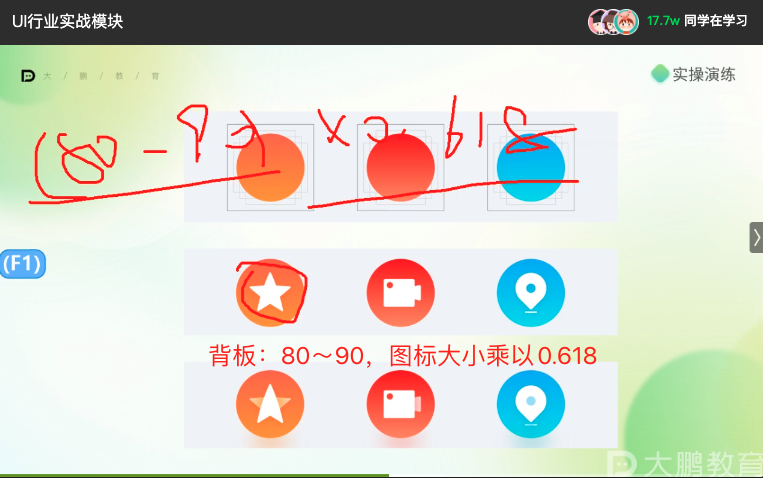 UI行业实战模块
17.7w 同学在学习
大 / 鹏 / 教 / 育
实操演练
(80-90) x0.618
(F1)
背板：80～90，图标大小乘以0.618
大鹏教育